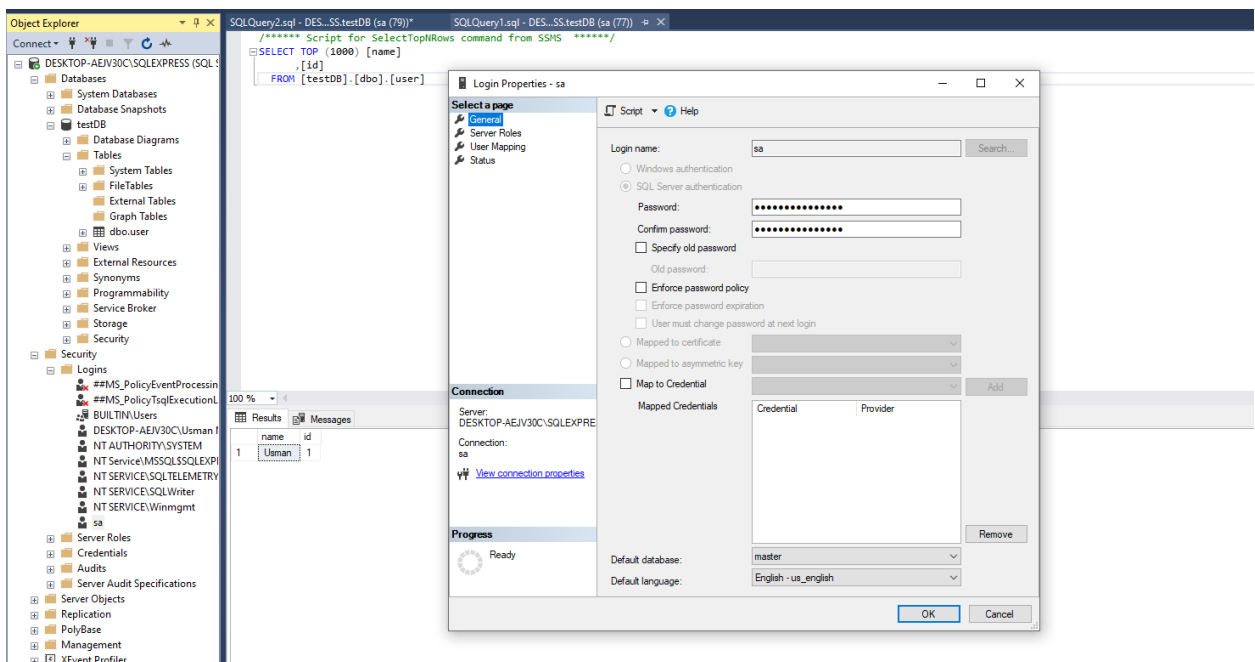 Object Explorer
Connect
DESKTOP-AEJV30C\SQLEXPRESS (SQL S
Databases
System Databases
Database Snapshots
testDB
Database Diagrams
Tables
System Tables
FileTables
External Tables
Graph Tables
dbo.user
Views
External Resources
Synonyms
Programmability
Service Broker
Storage
Security
Security
Logins
##MS_PolicyEventProcessin
##MS_PolicyTsqlExecutionL
BUILTIN\Users
DESKTOP-AEJV30C\Usman
NT AUTHORITY\SYSTEM
NT Service\MSSQL$SQLEXPI
NT SERVICE\SQLTELEMETRY
NT SERVICE\SQLWriter
NT SERVICE\Winmgmt
sa
Server Roles
Credentials
Audits
Server Audit Specifications
Server Objects
Replication
PolyBase
Management
XEvent Profiler
SQLQuery2.sql - DES...SS.testDB (sa (79))*
SQLQuery1.sql - DES...SS.testDB (sa (77))
/****** Script for SelectTopNRows command from SSMS ******/
SELECT TOP (1000) [name]
,[id]
FROM [testDB].[dbo].[user]
100 %
Results
Messages
name id
1 Usman 1
Login Properties - sa
Select a page
General
Server Roles
User Mapping
Status
Connection
Server:
DESKTOP-AEJV30C\SQLEXPRE
Connection:
sa
View connection properties
Progress
Ready
Script
Help
Login name: sa Search...
Windows authentication
SQL Server authentication
Password: •••••••••••••••
Confirm password: •••••••••••••••
Specify old password
Old password:
Enforce password policy
Enforce password expiration
User must change password at next login
Mapped to certificate
Mapped to asymmetric key
Map to Credential Add
Mapped Credentials Credential Provider
Remove
Default database: master
Default language: English - us_english
OK Cancel